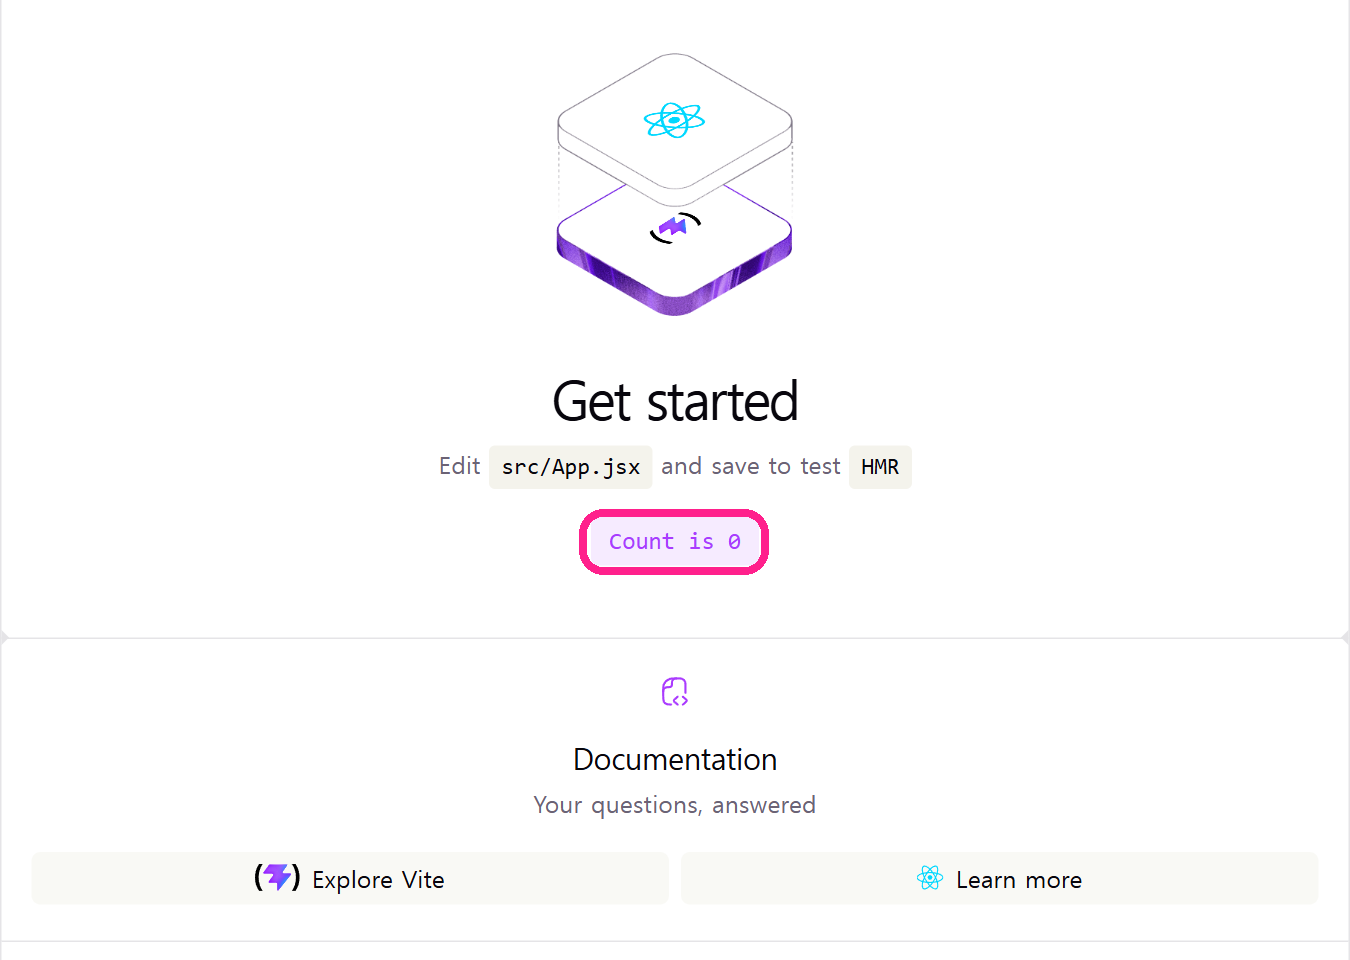 Get started
Edit src/App.jsx and save to test HMR
Count is 0
Documentation
Your questions, answered
Explore Vite
Learn more